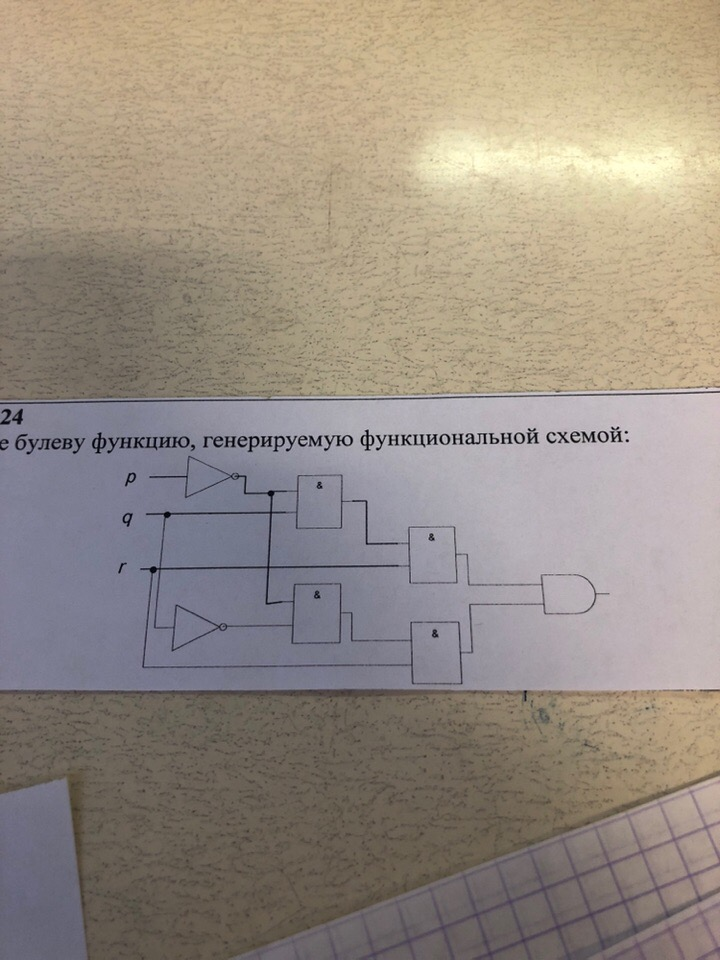 24
е булеву функцию, генерируемую функциональной схемой:
p
&
q
&
r
&
&